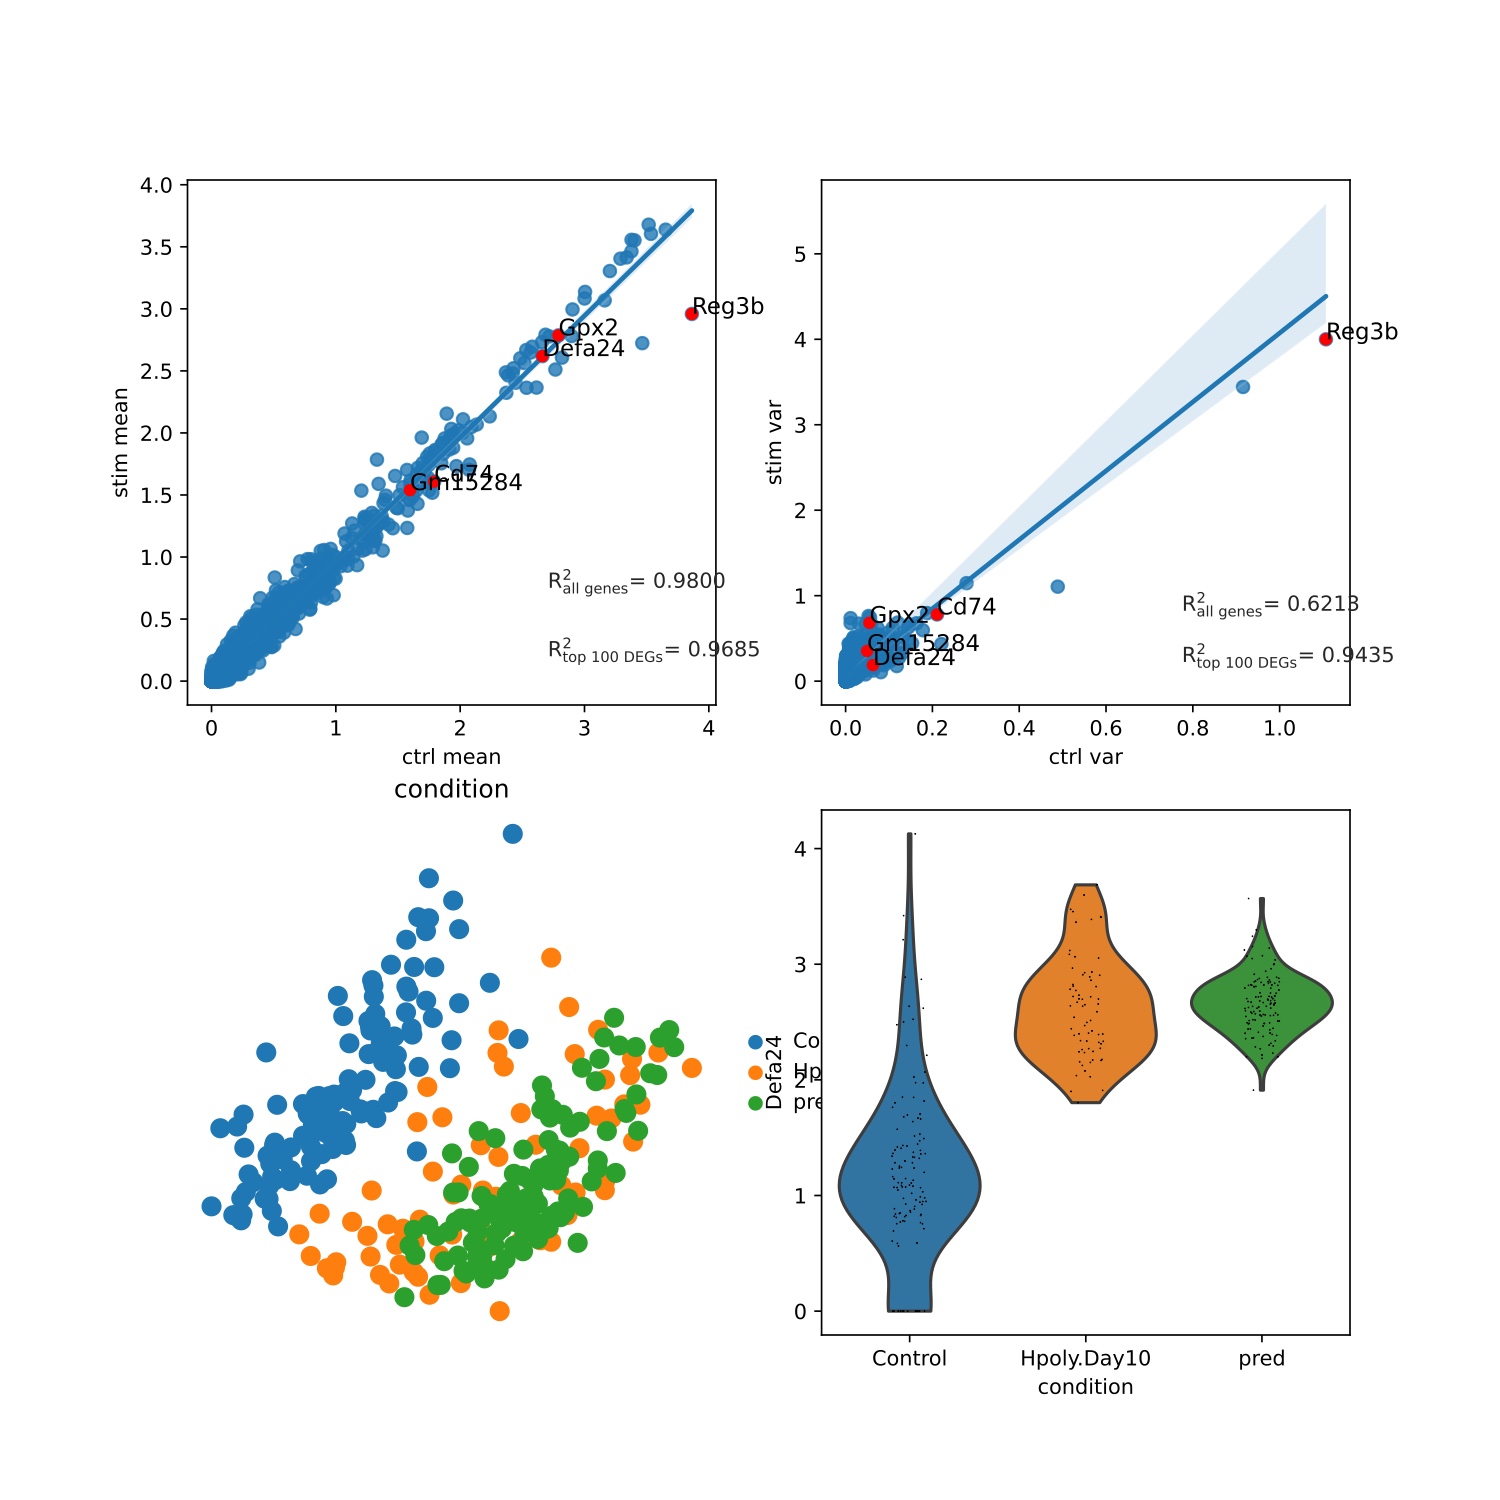 4.0
3.5
3.0
2.5
2.0
1.5
1.0
0.5
0.0
stim mean
Reg3b
Gpx2
Defa24
Cd74
Gm15284
R²all genes= 0.9800
R²top 100 DEGs= 0.9685
0 1 2 3 4
ctrl mean
5
4
3
2
1
0
stim var
Reg3b
Gpx2
Cd74
Gm15284
Defa24
R²all genes= 0.6213
R²top 100 DEGs= 0.9435
0.0 0.2 0.4 0.6 0.8 1.0
ctrl var
condition
Co
Hp
pre
4
3
2
1
0
Defa24
Control Hpoly.Day10 pred
condition